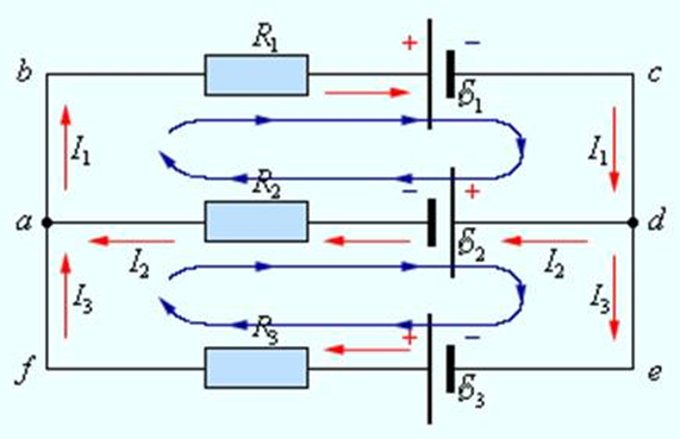 R₁
+ −
b c
ℰ₁
I₁ I₁
R₂
− +
a d
I₂ ℰ₂ I₂
I₃ I₃
R₃
+ −
f e
ℰ₃